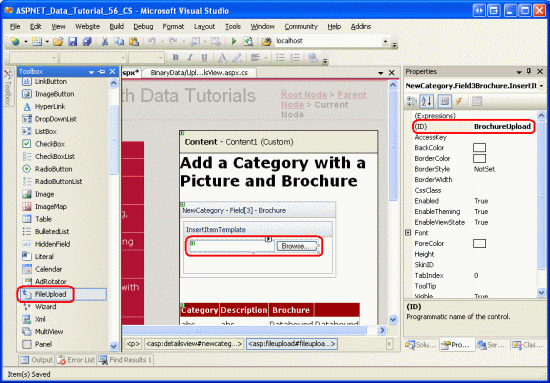 ASPNET_Data_Tutorial_56_CS - Microsoft Visual Studio
File Edit View Website Build Debug Format Layout Tools Window Community Help Addins
localhost
Toolbox
LinkButton
ImageButton
HyperLink
DropDownList
ListBox
CheckBox
CheckBoxList
RadioButton
RadioButtonList
Image
ImageMap
Table
BulletedList
HiddenField
Literal
Calendar
AdRotator
FileUpload
Wizard
Xml
MultiView
Panel
Toolbox
.aspx* BinaryData/Upl...lsView.aspx.cs
th Data Tutorials
Root Node > Parent
Node > Current
Node
Content - Content1 (Custom)
Add a Category with a
Picture and Brochure
NewCategory - Field[3] - Brochure
InsertItemTemplate
Browse...
Category Description Brochure
abc abc Databound Databound
with
<p> <asp:detailsview#newcateg... <asp:fileupload#fileuploa...
Properties
NewCategory.Field3Brochure.InsertIt
(Expressions)
(ID) BrochureUpload
AccessKey
BackColor
BorderColor
BorderStyle NotSet
BorderWidth
CssClass
Enabled True
EnableTheming True
EnableViewState True
Font
ForeColor
Height
SkinID
TabIndex 0
ToolTip
Visible True
(ID)
Programmatic name of the control.
Solu... Pro... Ser... Clas...
Output Error List Find Results 1
Item(s) Saved